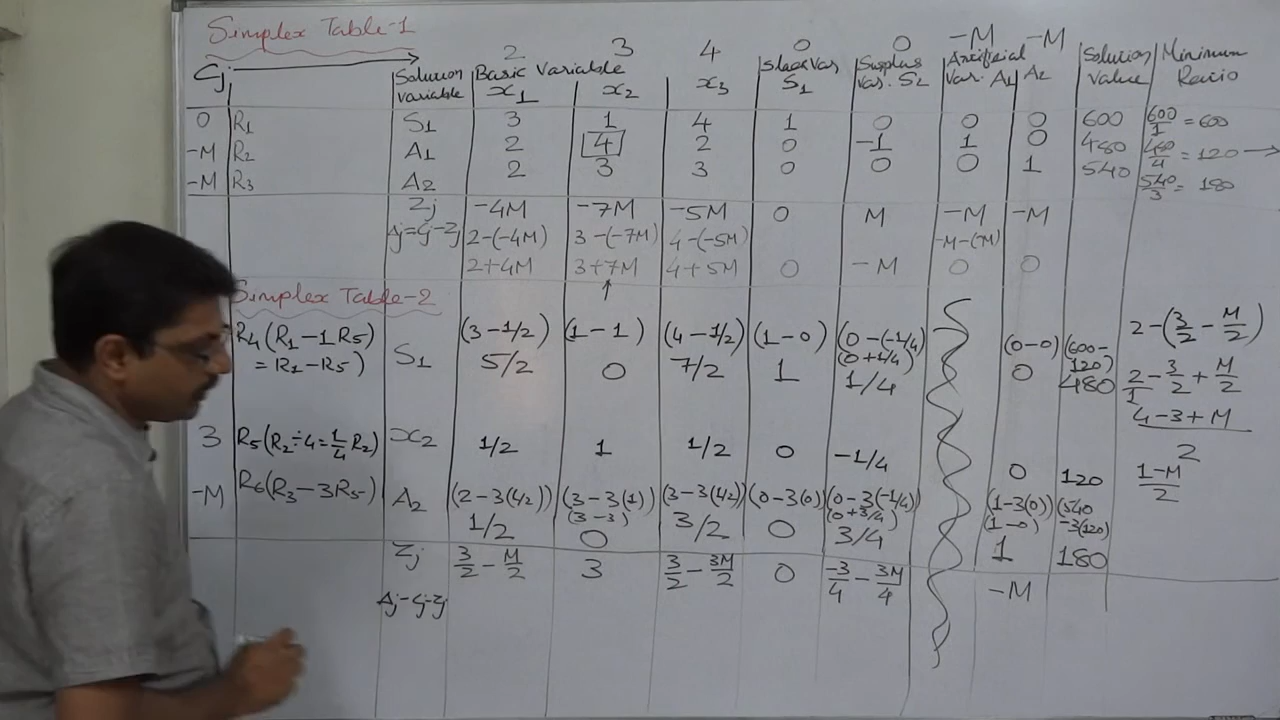 Simplex Table-1
2 3 4 0 0 -M -M
Cj Solution Variable Basic Variable Slack Var. Surplus Var. S2 Artificial Var. A1 A2 Solution Value Minimum Racio
x1 x2 x3 S1
0 R1 S1 3 1 4 1 0 0 0 600 600/1 = 600
-M R2 A1 2 4 2 0 -1 1 0 480 480/4 = 120 →
-M R3 A2 2 3 3 0 0 0 1 540 540/3 = 180
Zj -4M -7M -5M 0 M -M -M
Δj=Cj-Zj 2-(-4M) 3-(-7M) 4-(-5M) -M-(-M)
2+4M 3+7M 4+5M 0 -M 0 0
↑
Simplex Table-2
R4(R1-1R5) (3-1/2) (1-1) (4-1/2) (1-0) (0-(-1/4) (0-0) (600-120) 2-(3/2 - M/2)
= R1-R5) S1 (0+1/4)
5/2 0 7/2 1 1/4 0 480 2/1 - 3/2 + M/2
4-3+M
2
3 R5(R2÷4=1/4 R2) x2 1/2 1 1/2 0 -1/4 0 120 1-M/2
-M R6(R3-3R5) A2 (2-3(1/2)) (3-3(1)) (3-3(1/2) (0-3(0) (0-3(-1/4) (1-3(0)) (540
(3-3) (0+3/4) (1-0) -3(120)
1/2 0 3/2 0 3/4 1 180
Zj 3/2 - M/2 3 3/2 - 3M/2 0 -3/4 - 3M/4 -M
Δj-Cj-Zj